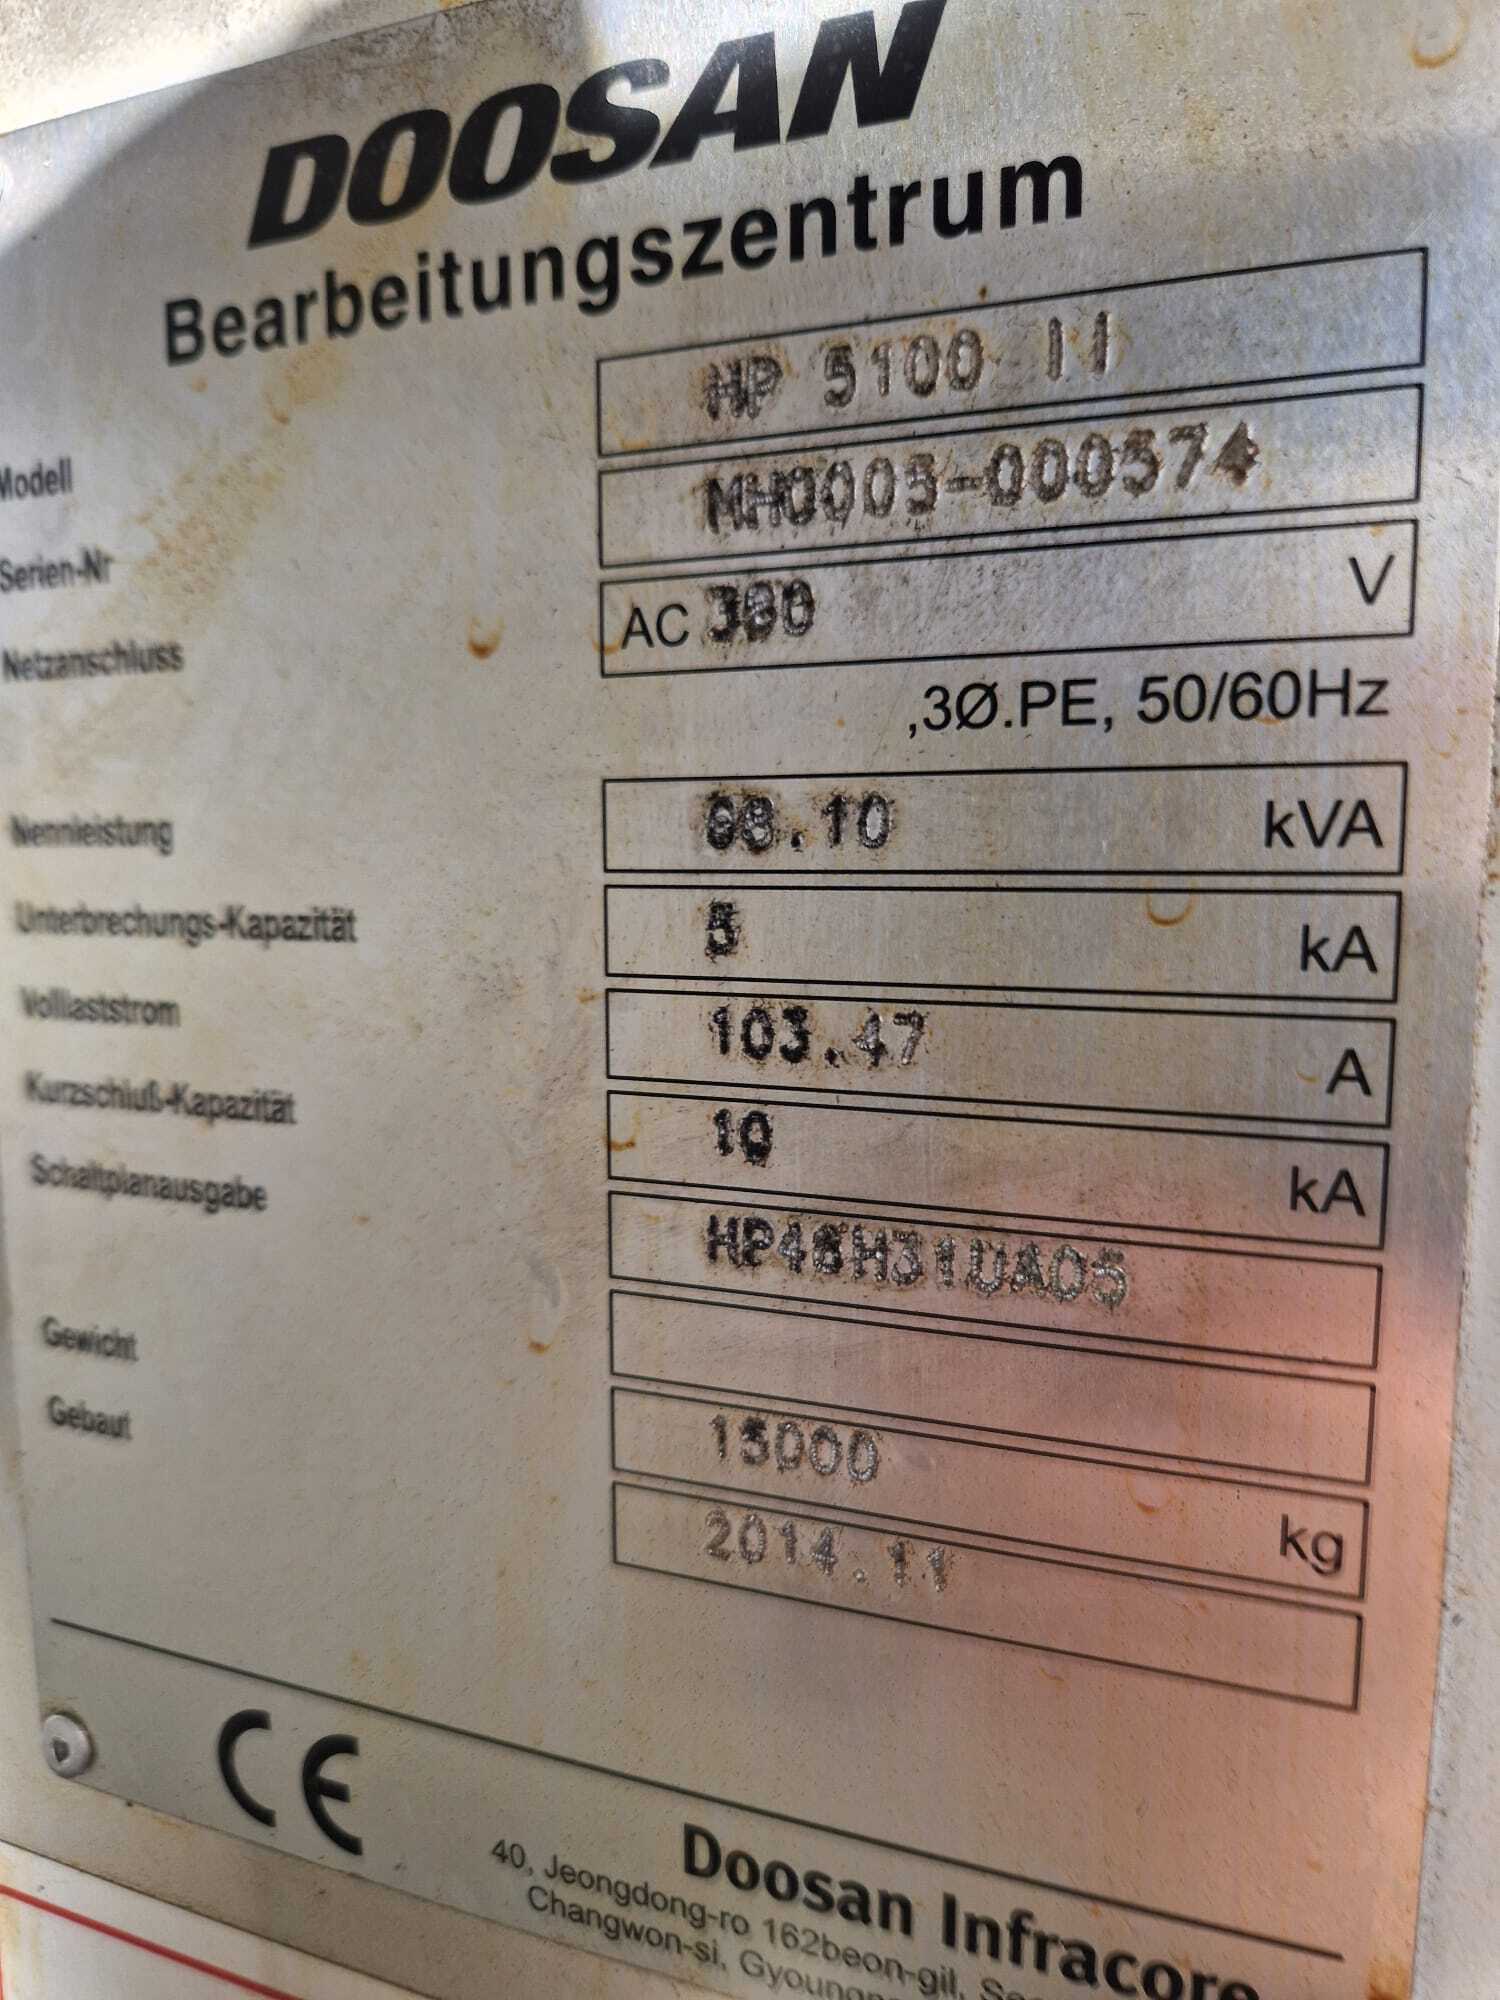 DOOSAN
Bearbeitungszentrum
Modell HP 5100 II
Serien-Nr MH0005-000574
Netzanschluss AC 380 V
,3Ø.PE, 50/60Hz
Nennleistung 68.10 kVA
Unterbrechungs-Kapazität 5 kA
Volllaststrom 103.47 A
Kurzschluß-Kapazität 10 kA
Schaltplanausgabe HP46H31UA05
Gewicht 15000 kg
Gebaut 2014.11
CE
Doosan Infracore
40, Jeongdong-ro 162beon-gil,
Changwon-si,